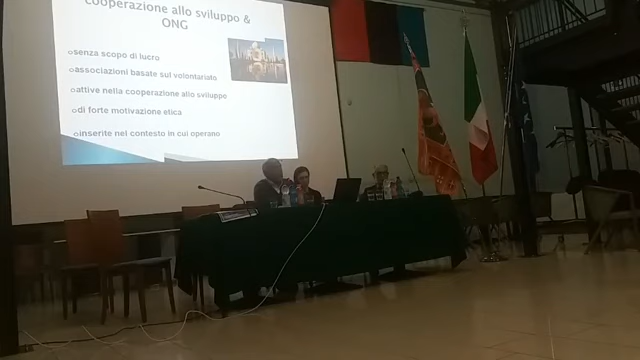 cooperazione allo sviluppo &
ONG
senza scopo di lucro
associazioni basate sul volontariato
attive nella cooperazione allo sviluppo
di forte motivazione etica
inserite nel contesto in cui operano